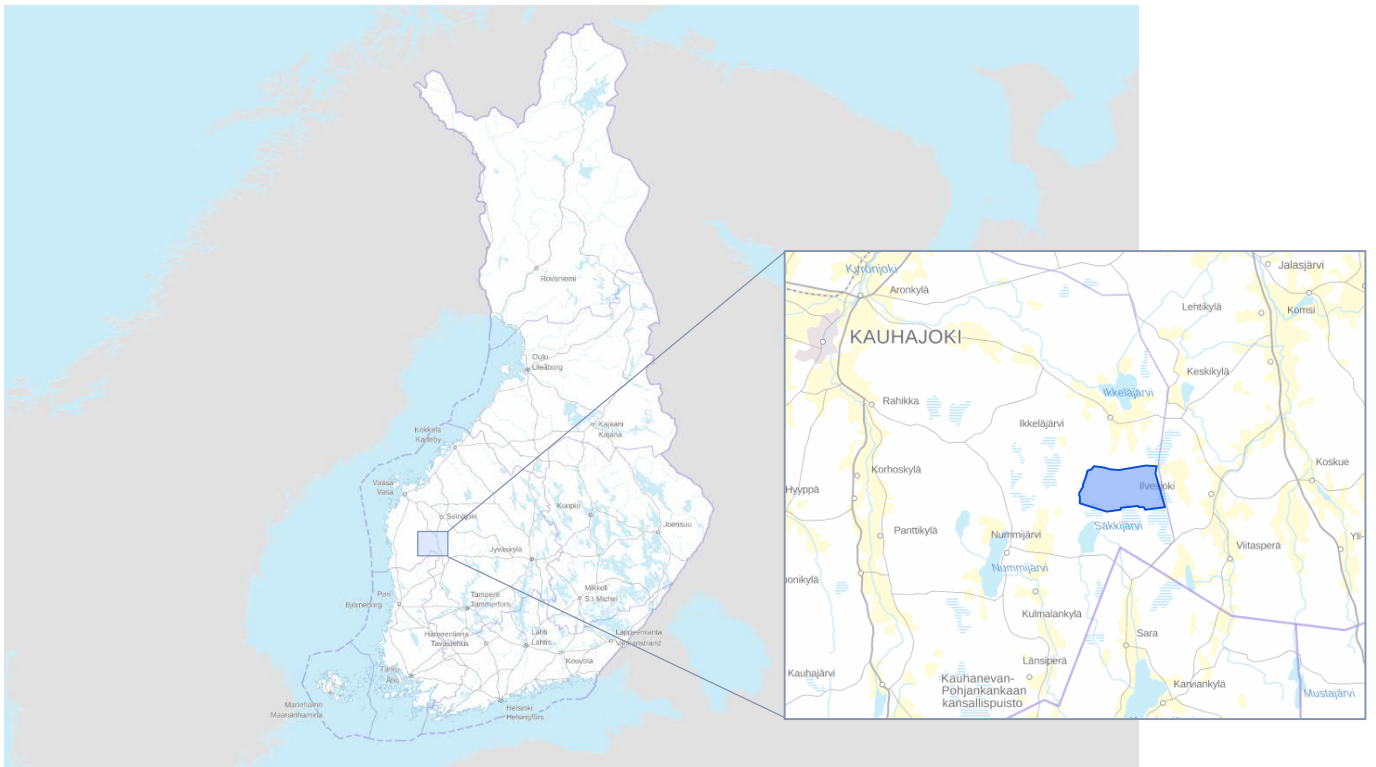 Rovaniemi
Oulu
Uleåborg
Kajaani
Kajana
Kokkola
Karleby
Vaasa
Vasa
Seinäjoki
Kuopio
Joensuu
Jyväskylä
Mikkeli
S:t Michel
Pori
Björneborg
Tampere
Tammerfors
Hämeenlinna
Tavastehus
Lahti
Lahtis
Lappeenranta
Villmanstrand
Kouvola
Turku
Åbo
Helsinki
Helsingfors
Mariehamn
Maarianhamina
Kyrönjoki
Aronkylä
Jalasjärvi
Lehtikylä
Komsi
KAUHAJOKI
Keskikylä
Ikkeläjärvi
Rahikka
Ikkeläjärvi
Korhoskylä
Koskue
Hyyppä
Ilvesjoki
Säkkijärvi
Panttikylä
Nummijärvi
Viitasperä
Yli-
Nummijärvi
uonikylä
Kulmalankylä
Sara
Länsiperä
Kauhajärvi
Kauhanevan-
Pohjankankaan
kansallispuisto
Karviankylä
Mustajärvi